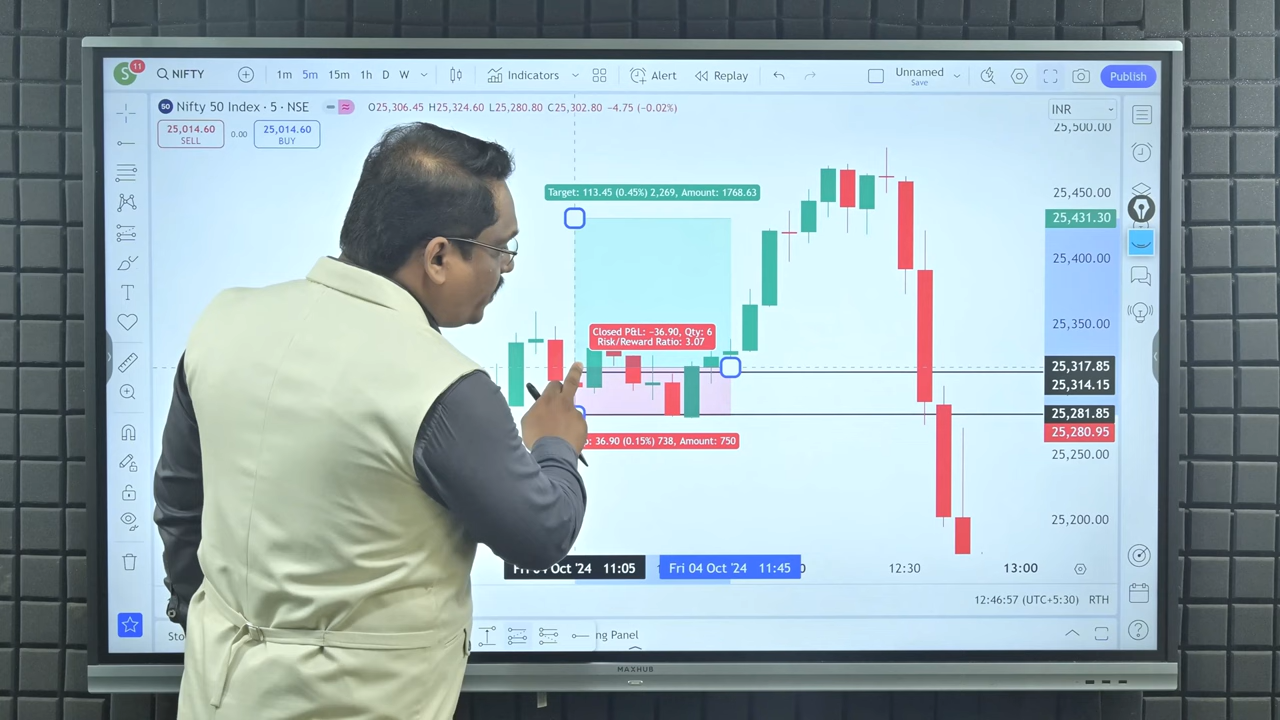 S 11 NIFTY 1m 5m 15m 1h D W Indicators Alert Replay Unnamed Save Publish
Nifty 50 Index · 5 · NSE O25,306.45 H25,324.60 L25,280.80 C25,302.80 −4.75 (−0.02%)
INR
25,014.60 SELL 0.00 25,014.60 BUY
25,500.00
Target: 113.45 (0.45%) 2,269, Amount: 1768.63
25,450.00
25,431.30
25,400.00
25,350.00
Closed P&L: −36.90, Qty: 6
Risk/Reward Ratio: 3.07
25,317.85
25,314.15
25,281.85
25,280.95
: 36.90 (0.15%) 738, Amount: 750
25,250.00
25,200.00
Oct '24 11:05 Fri 04 Oct '24 11:45 12:30 13:00
12:46:57 (UTC+5:30) RTH
ng Panel
MAXHUB